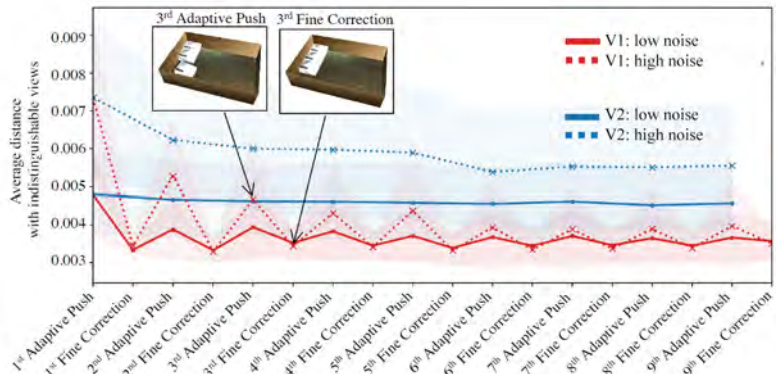 3rd Adaptive Push
3rd Fine Correction
0.009
0.008
0.007
0.006
0.005
0.004
0.003
Average distance
with indistinguishable views
V1: low noise
V1: high noise
V2: low noise
V2: high noise
1st Adaptive Push
1st Fine Correction
2nd Adaptive Push
2nd Fine Correction
3rd Adaptive Push
3rd Fine Correction
4th Adaptive Push
4th Fine Correction
5th Adaptive Push
5th Fine Correction
6th Adaptive Push
6th Fine Correction
7th Adaptive Push
7th Fine Correction
8th Adaptive Push
8th Fine Correction
9th Adaptive Push
9th Fine Correction